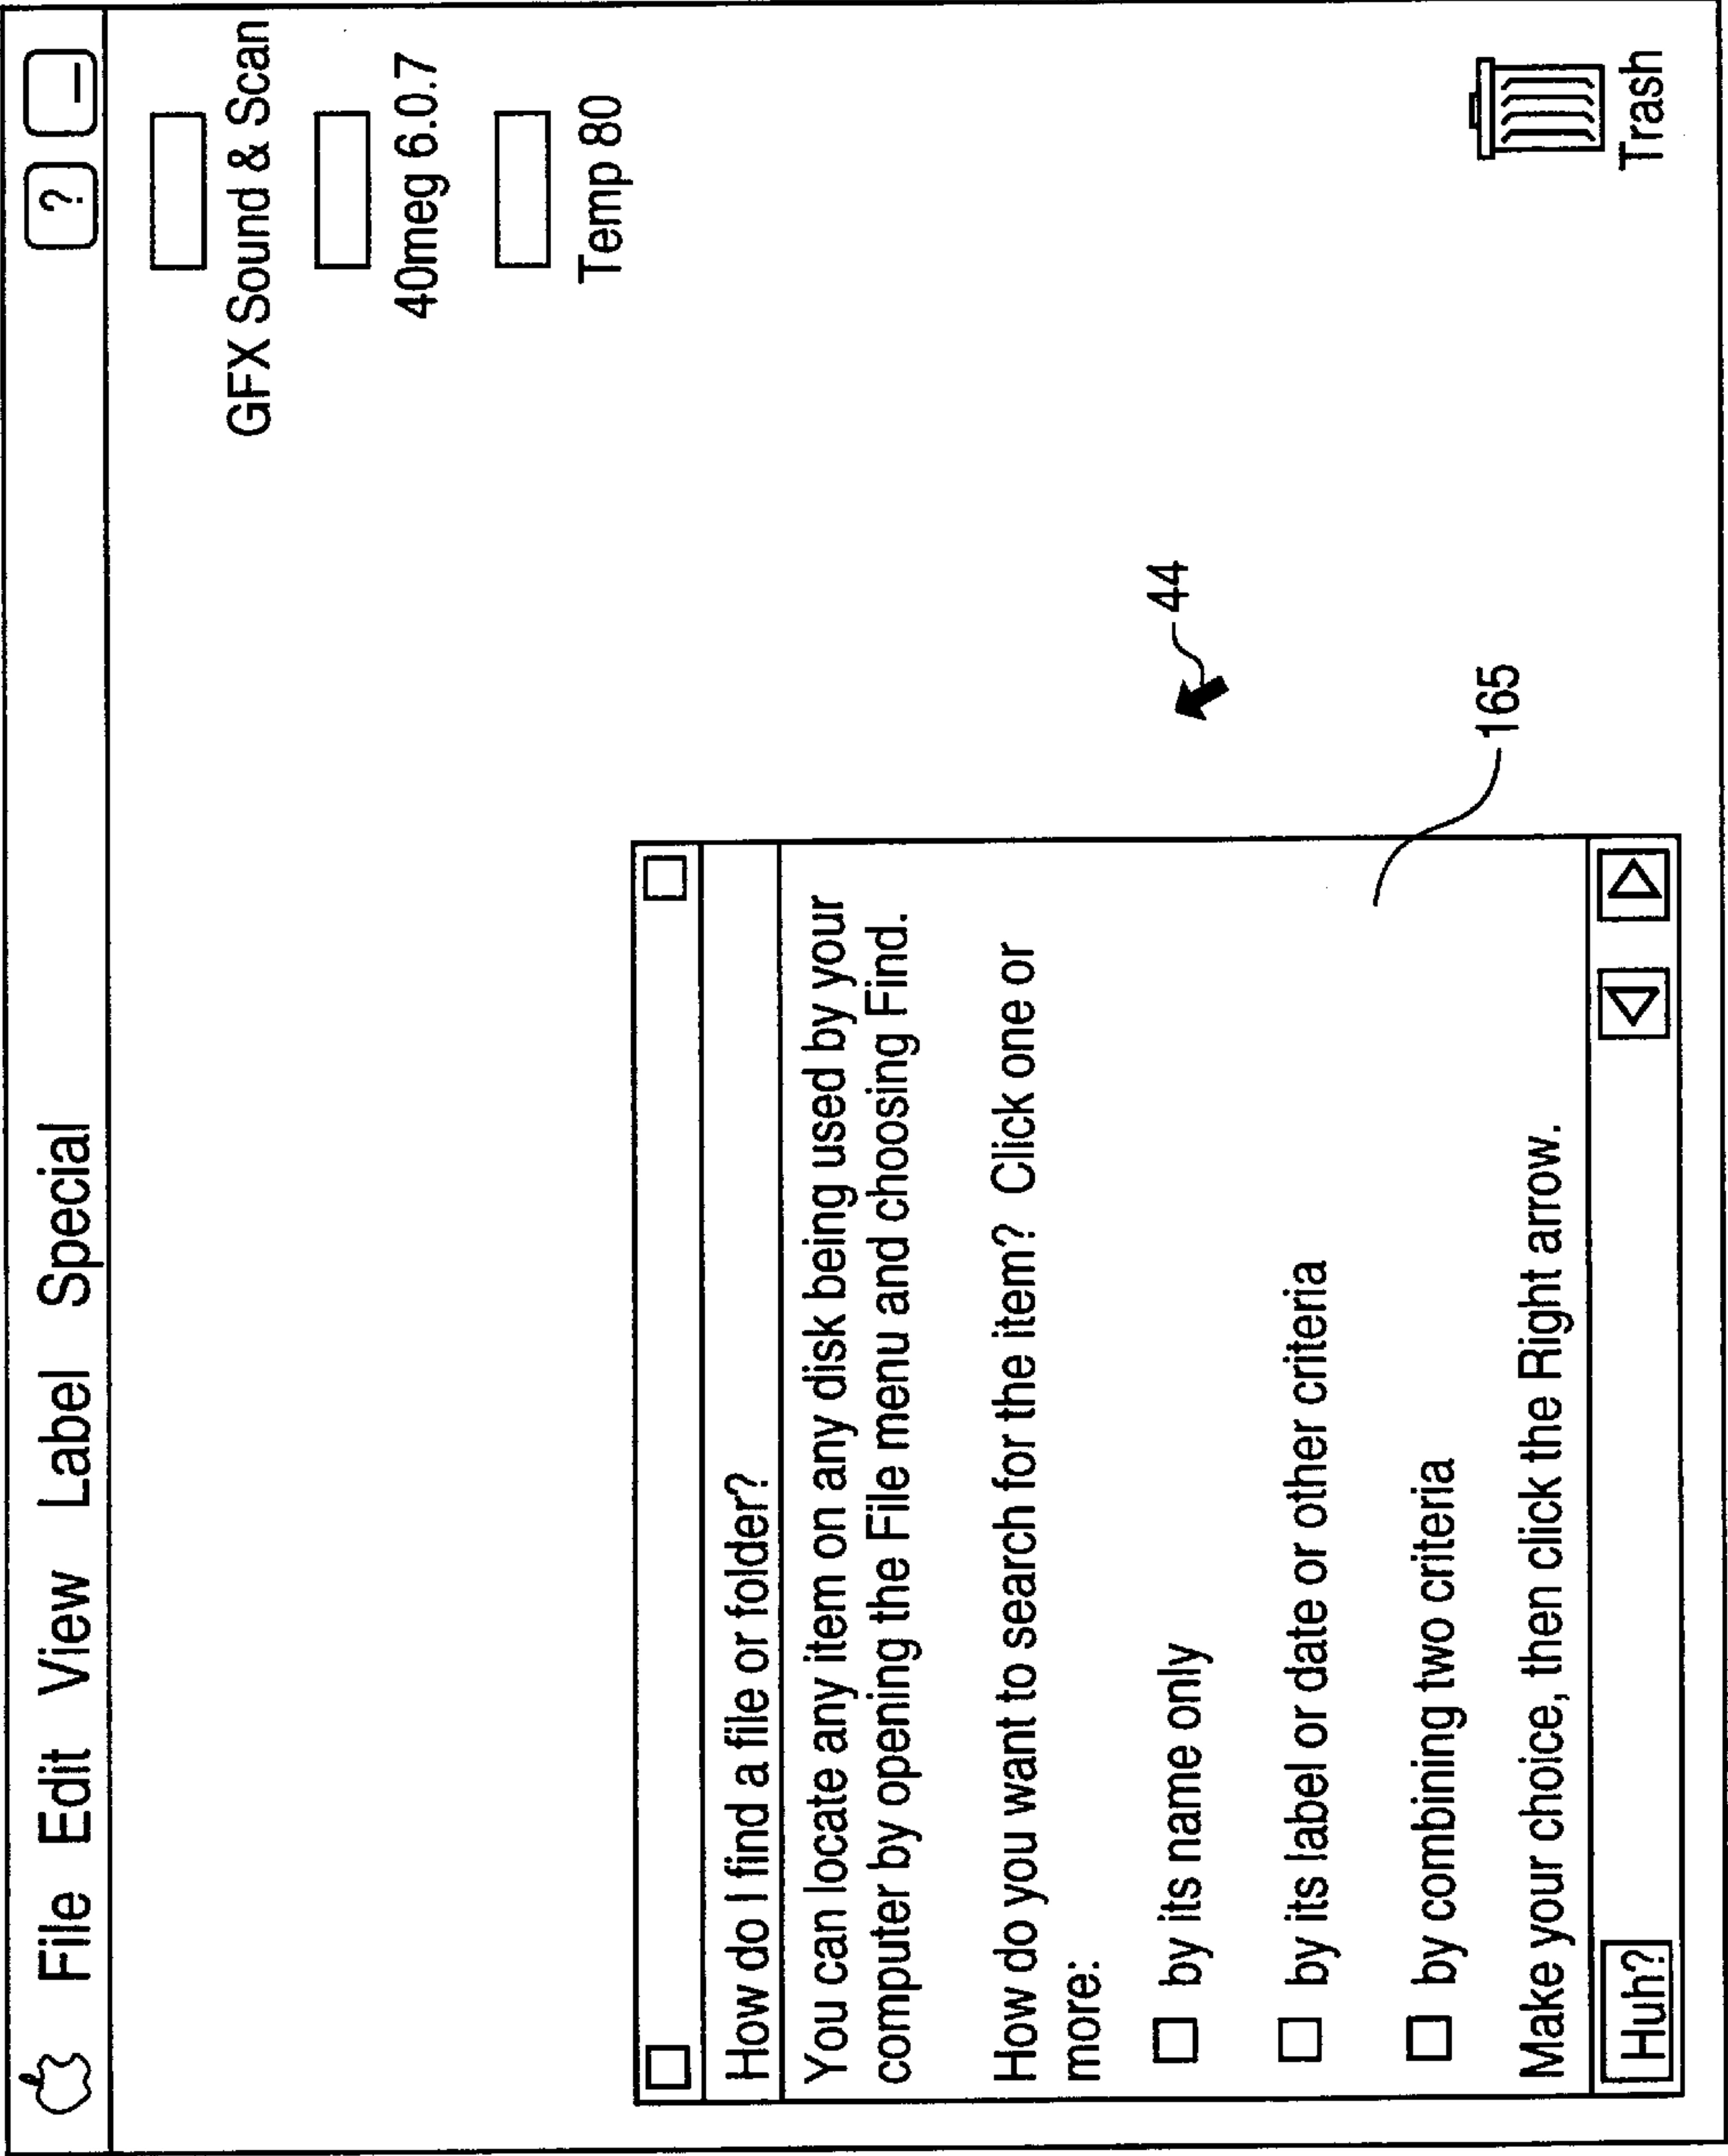 File Edit View Label Special ? _
GFX Sound & Scan
40meg 6.0.7
Temp 80
How do I find a file or folder?
You can locate any item on any disk being used by your
computer by opening the File menu and choosing Find.
How do you want to search for the item? Click one or
more:
by its name only
by its label or date or other criteria
by combining two criteria
Make your choice, then click the Right arrow.
Huh?
44
165
Trash